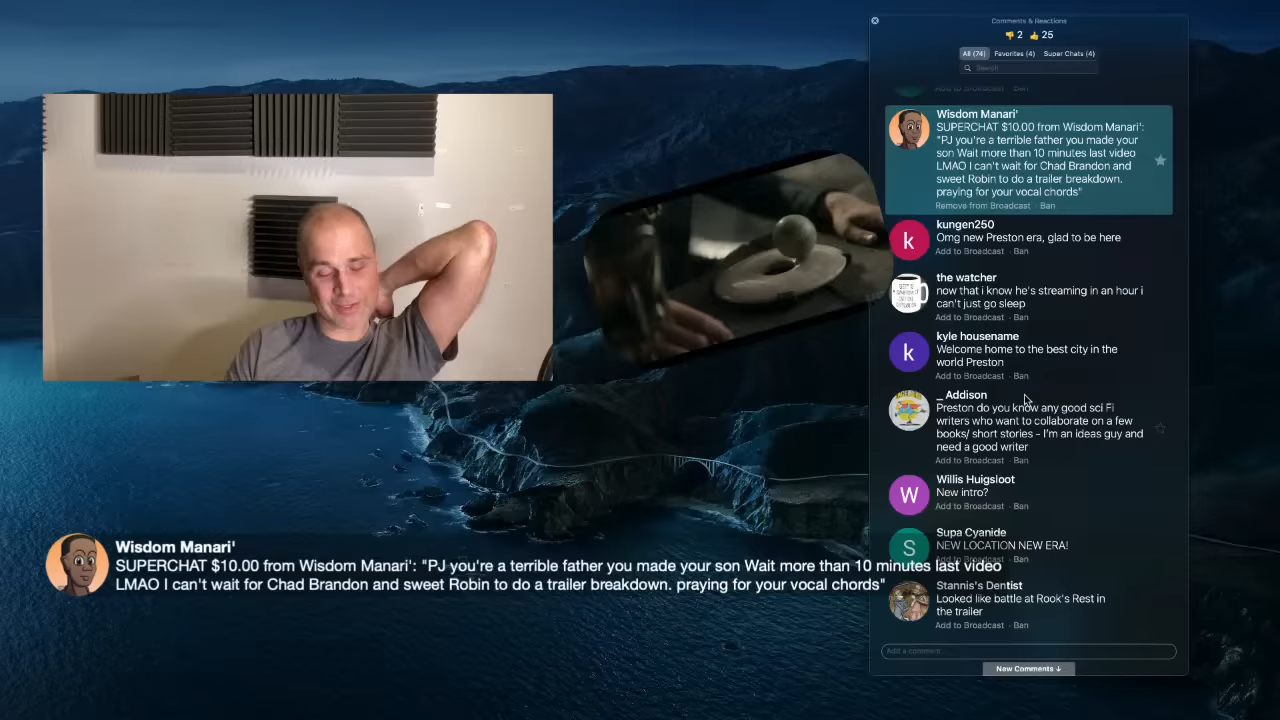 Comments & Reactions
👎 2 👍 25
All (74) Favorites (4) Super Chats (4)
Search
Add to Broadcast · Ban
Wisdom Manari'
SUPERCHAT $10.00 from Wisdom Manari':
"PJ you're a terrible father you made your
son Wait more than 10 minutes last video
LMAO I can't wait for Chad Brandon and
sweet Robin to do a trailer breakdown.
praying for your vocal chords"
Remove from Broadcast · Ban
k
kungen250
Omg new Preston era, glad to be here
Add to Broadcast · Ban
the watcher
now that i know he's streaming in an hour i
can't just go sleep
Add to Broadcast · Ban
k
kyle housename
Welcome home to the best city in the
world Preston
Add to Broadcast · Ban
_ Addison
Preston do you know any good sci Fi
writers who want to collaborate on a few
books/ short stories - I'm an ideas guy and
need a good writer
Add to Broadcast · Ban
W
Willis Huigsloot
New intro?
Add to Broadcast · Ban
S
Supa Cyanide
NEW LOCATION NEW ERA!
Add to Broadcast · Ban
Stannis's Dentist
Looked like battle at Rook's Rest in
the trailer
Add to Broadcast · Ban
Add a comment
New Comments ↓
Wisdom Manari'
SUPERCHAT $10.00 from Wisdom Manari': "PJ you're a terrible father you made your son Wait more than 10 minutes last video
LMAO I can't wait for Chad Brandon and sweet Robin to do a trailer breakdown. praying for your vocal chords"